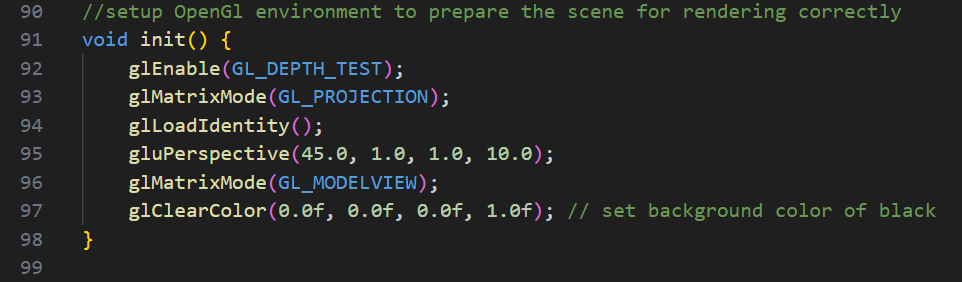 90 //setup OpenGl environment to prepare the scene for rendering correctly
91 void init() {
92     glEnable(GL_DEPTH_TEST);
93     glMatrixMode(GL_PROJECTION);
94     glLoadIdentity();
95     gluPerspective(45.0, 1.0, 1.0, 10.0);
96     glMatrixMode(GL_MODELVIEW);
97     glClearColor(0.0f, 0.0f, 0.0f, 1.0f); // set background color of black
98 }
99